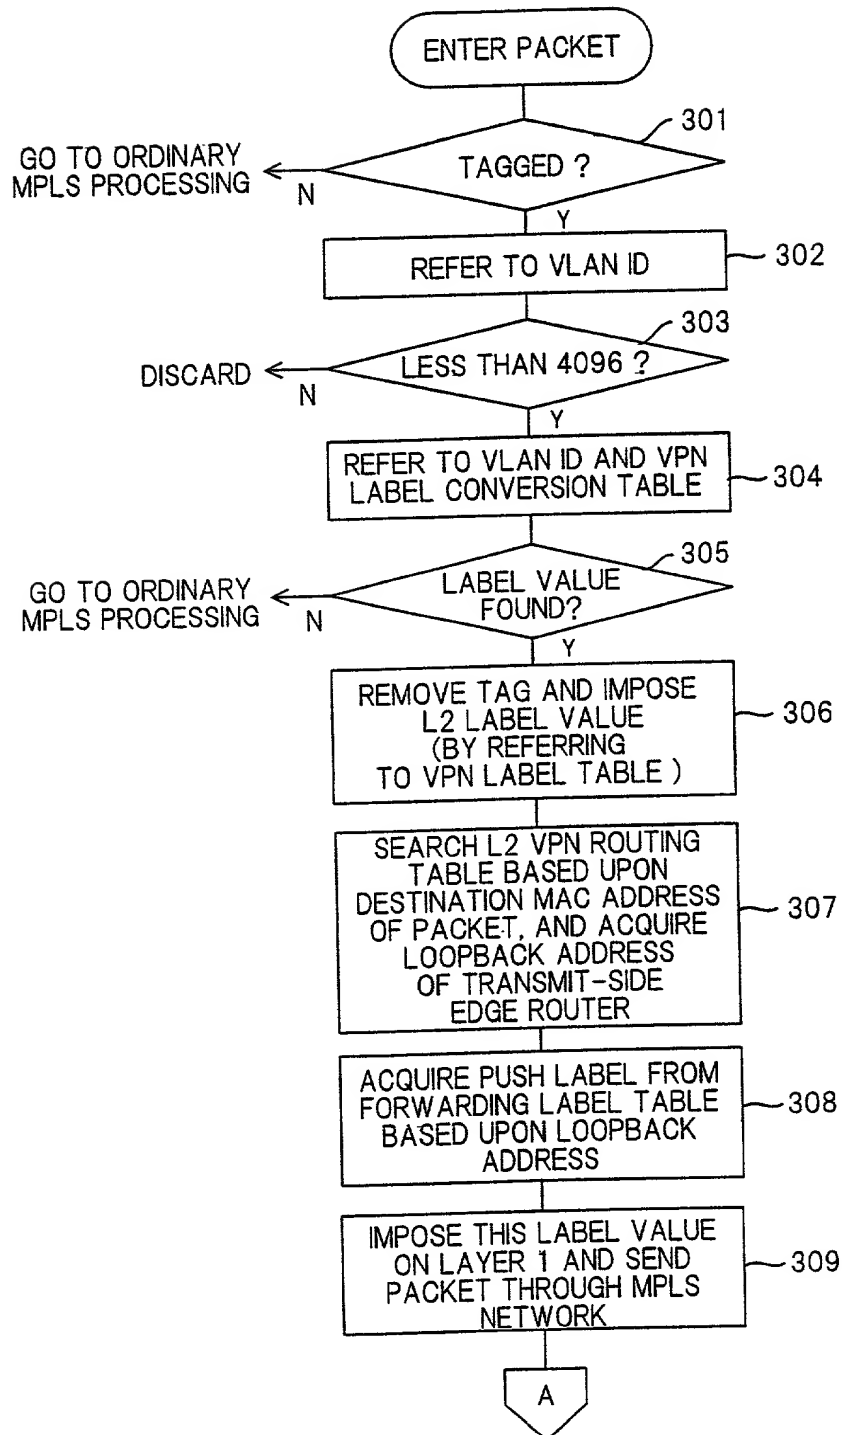 ENTER PACKET
301
TAGGED ?
GO TO ORDINARY
MPLS PROCESSING
N
Y
REFER TO VLAN ID
302
303
LESS THAN 4096 ?
DISCARD
N
Y
REFER TO VLAN ID AND VPN
LABEL CONVERSION TABLE
304
305
LABEL VALUE
FOUND?
GO TO ORDINARY
MPLS PROCESSING
N
Y
REMOVE TAG AND IMPOSE
L2 LABEL VALUE
(BY REFERRING
TO VPN LABEL TABLE )
306
SEARCH L2 VPN ROUTING
TABLE BASED UPON
DESTINATION MAC ADDRESS
OF PACKET, AND ACQUIRE
LOOPBACK ADDRESS
OF TRANSMIT-SIDE
EDGE ROUTER
307
ACQUIRE PUSH LABEL FROM
FORWARDING LABEL TABLE
BASED UPON LOOPBACK
ADDRESS
308
IMPOSE THIS LABEL VALUE
ON LAYER 1 AND SEND
PACKET THROUGH MPLS
NETWORK
309
A